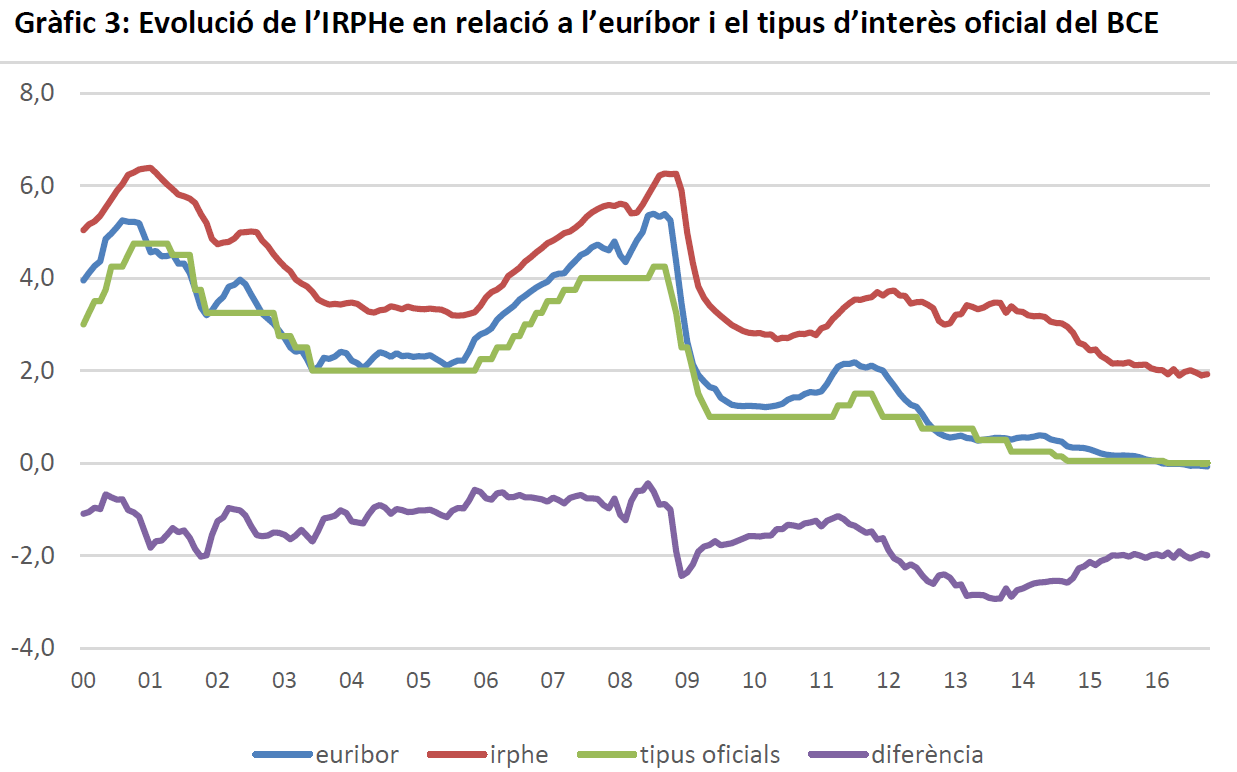 Gràfic 3: Evolució de l’IRPHe en relació a l’euríbor i el tipus d’interès oficial del BCE
8,0
6,0
4,0
2,0
0,0
-2,0
-4,0
00 01 02 03 04 05 06 07 08 09 10 11 12 13 14 15 16
euribor irphe tipus oficials diferència